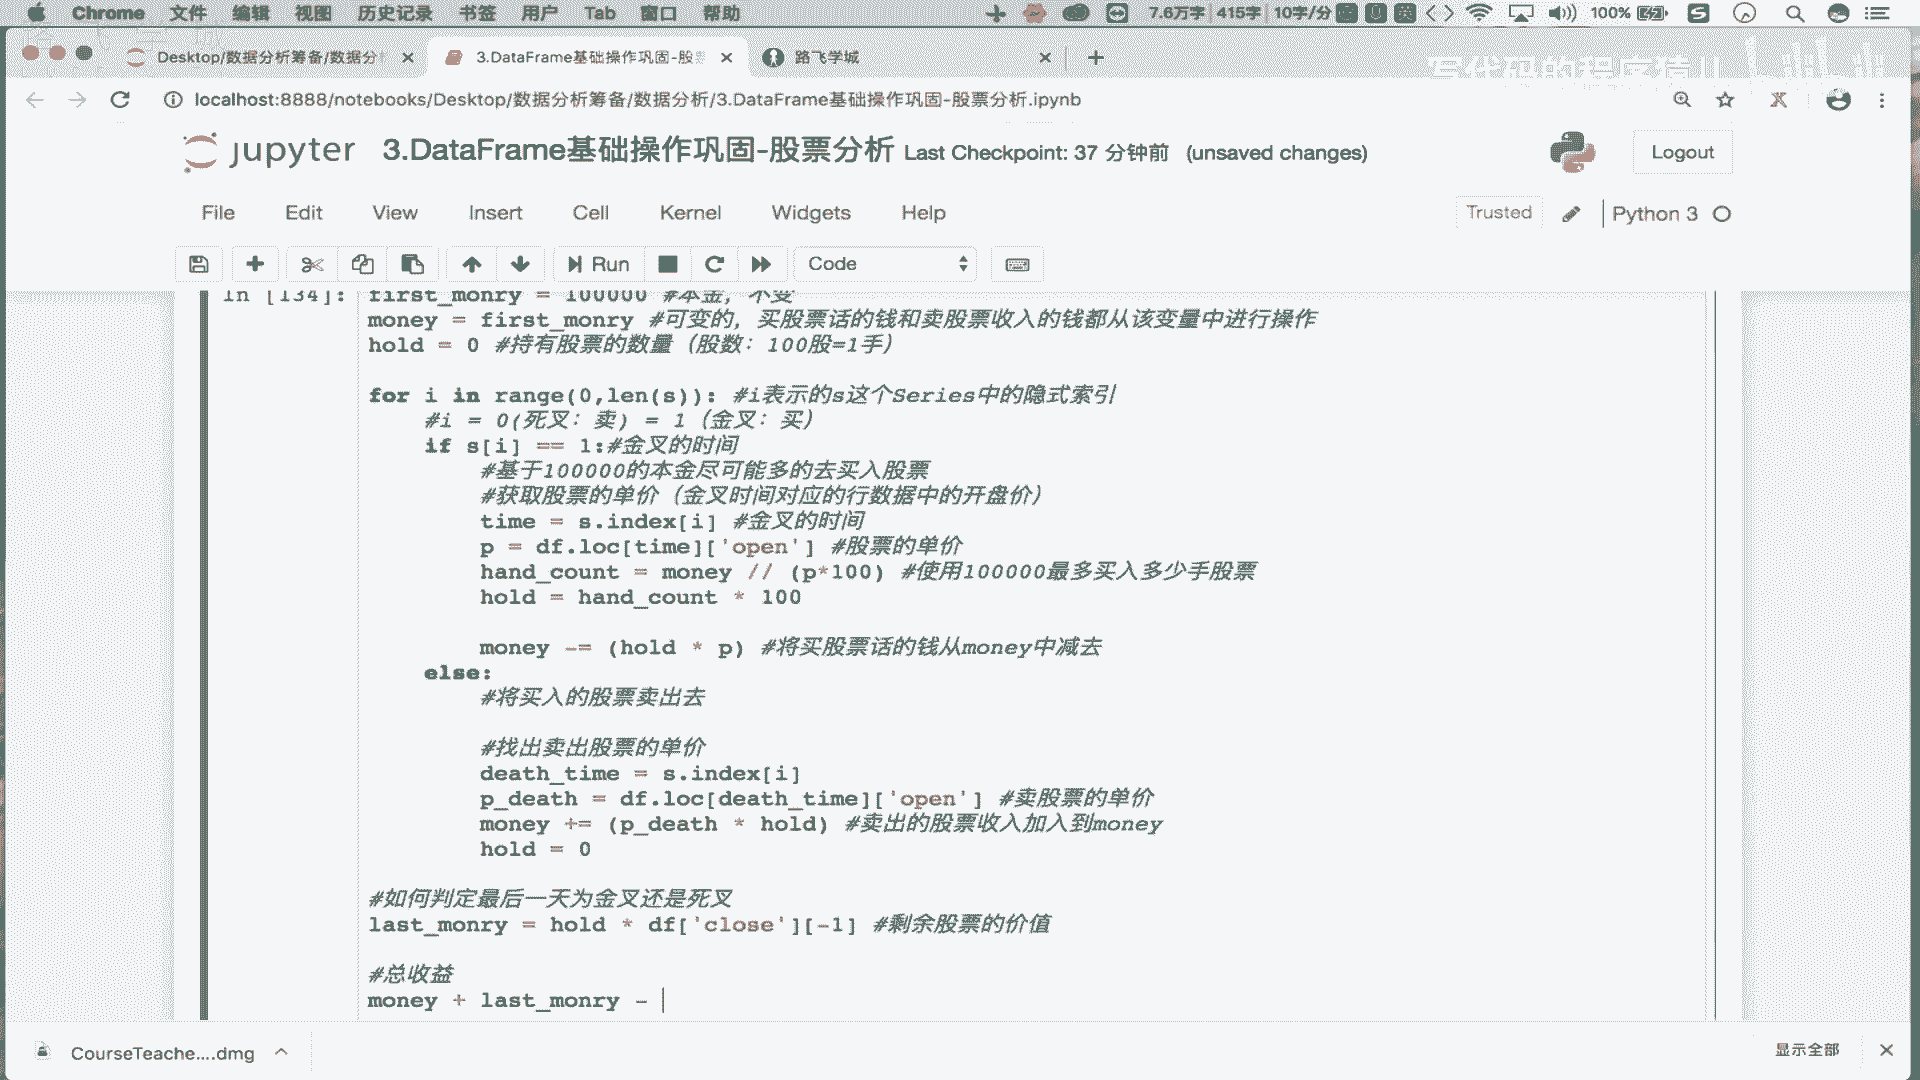 Chrome 文件 编辑 视图 历史记录 书签 用户 Tab 窗口 帮助 7.6万字 415字 10字/分 100%
Desktop/数据分析筹备/数据分 3.DataFrame基础操作巩固-股 路飞学城
写代码的程序猿儿
localhost:8888/notebooks/Desktop/数据分析筹备/数据分析/3.DataFrame基础操作巩固-股票分析.ipynb
jupyter 3.DataFrame基础操作巩固-股票分析 Last Checkpoint: 37 分钟前 (unsaved changes) Logout
File Edit View Insert Cell Kernel Widgets Help Trusted Python 3
Run Code
In [134]: first_monry = 100000 #本金，不变
money = first_monry #可变的，买股票话的钱和卖股票收入的钱都从该变量中进行操作
hold = 0 #持有股票的数量（股数：100股=1手）
for i in range(0,len(s)): #i表示的s这个Series中的隐式索引
#i = 0(死叉：卖) = 1（金叉：买）
if s[i] == 1:#金叉的时间
#基于100000的本金尽可能多的去买入股票
#获取股票的单价（金叉时间对应的行数据中的开盘价）
time = s.index[i] #金叉的时间
p = df.loc[time]['open'] #股票的单价
hand_count = money // (p*100) #使用100000最多买入多少手股票
hold = hand_count * 100
money -= (hold * p) #将买股票话的钱从money中减去
else:
#将买入的股票卖出去
#找出卖出股票的单价
death_time = s.index[i]
p_death = df.loc[death_time]['open'] #卖股票的单价
money += (p_death * hold) #卖出的股票收入加入到money
hold = 0
#如何判定最后一天为金叉还是死叉
last_monry = hold * df['close'][-1] #剩余股票的价值
#总收益
money + last_monry -
CourseTeache....dmg 显示全部